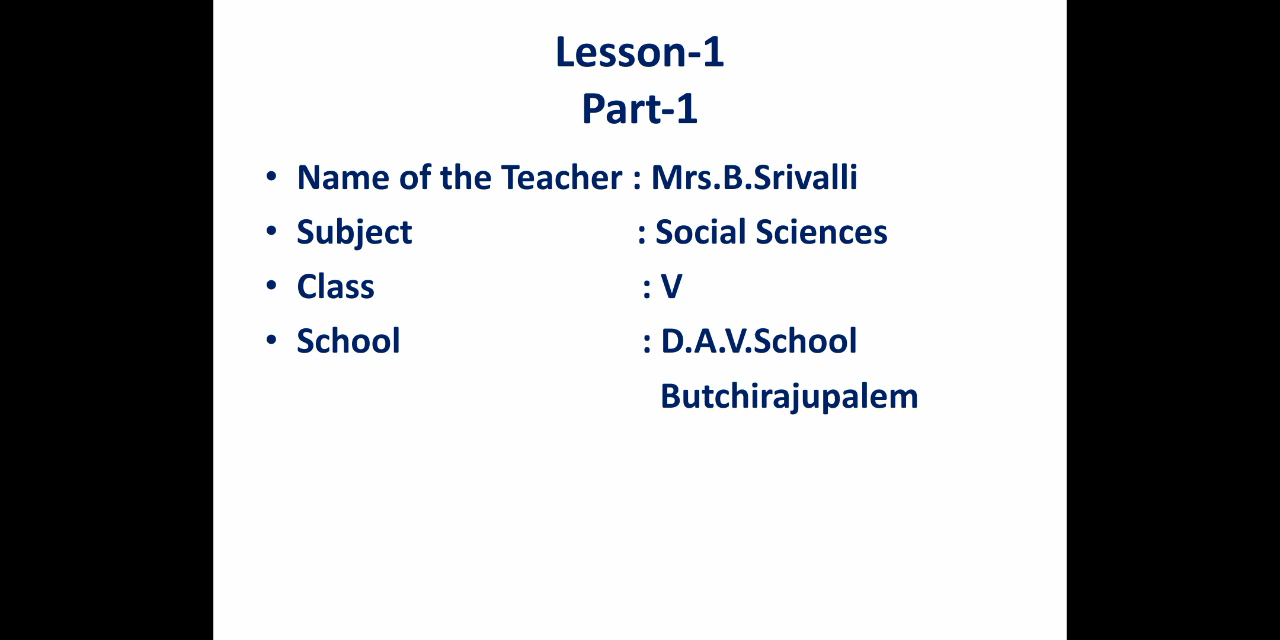 Lesson-1
Part-1
• Name of the Teacher : Mrs.B.Srivalli
• Subject : Social Sciences
• Class : V
• School : D.A.V.School
Butchirajupalem